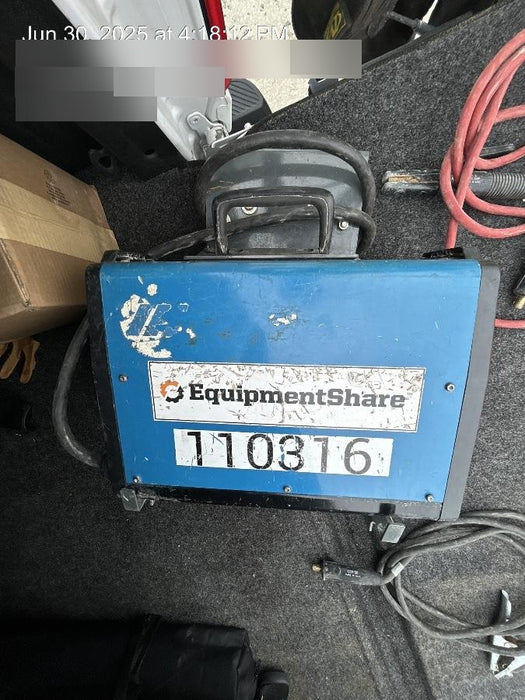 Jun 30, 2025 at 4:18:12 PM
EquipmentShare
110316